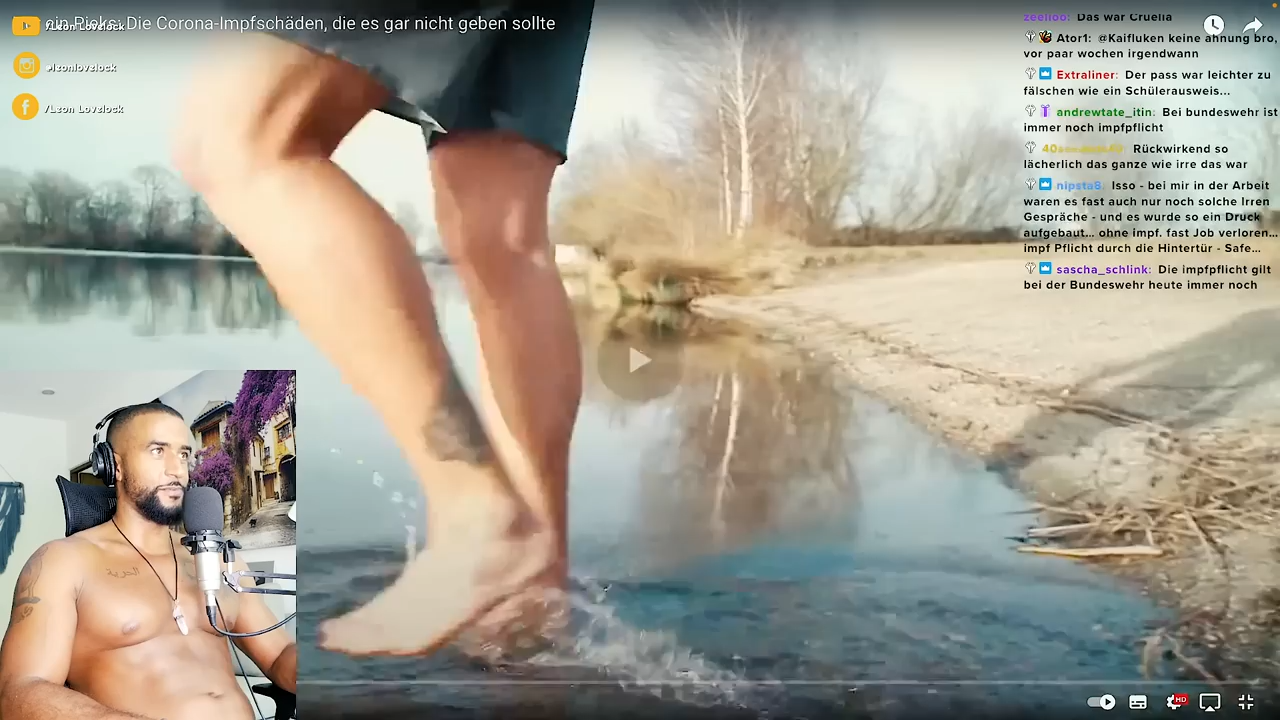 Die Corona-Impfschäden, die es gar nicht geben sollte
/Leon Lovelock
@leonlovelock
/Leon Lovelock
zeelloo: Das war Cruella
Ator1: @Kaifluken keine ahnung bro,
vor paar wochen irgendwann
Extraliner: Der pass war leichter zu
fälschen wie ein Schülerausweis...
andrewtate_itin: Bei bundeswehr ist
immer noch impfpflicht
Rückwirkend so
lächerlich das ganze wie irre das war
nipsta8: Isso - bei mir in der Arbeit
waren es fast auch nur noch solche Irren
Gespräche - und es wurde so ein Druck
aufgebaut... ohne impf. fast Job verloren...
impf Pflicht durch die Hintertür - Safe...
sascha_schlink: Die impfpflicht gilt
bei der Bundeswehr heute immer noch
HD